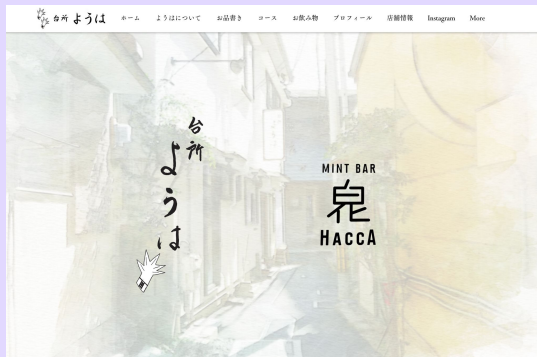 台所 ようは
ホーム
ようはについて
お品書き
コース
お飲み物
プロフィール
店舗情報
Instagram
More
台所
ようは
MINT BAR
HACCA